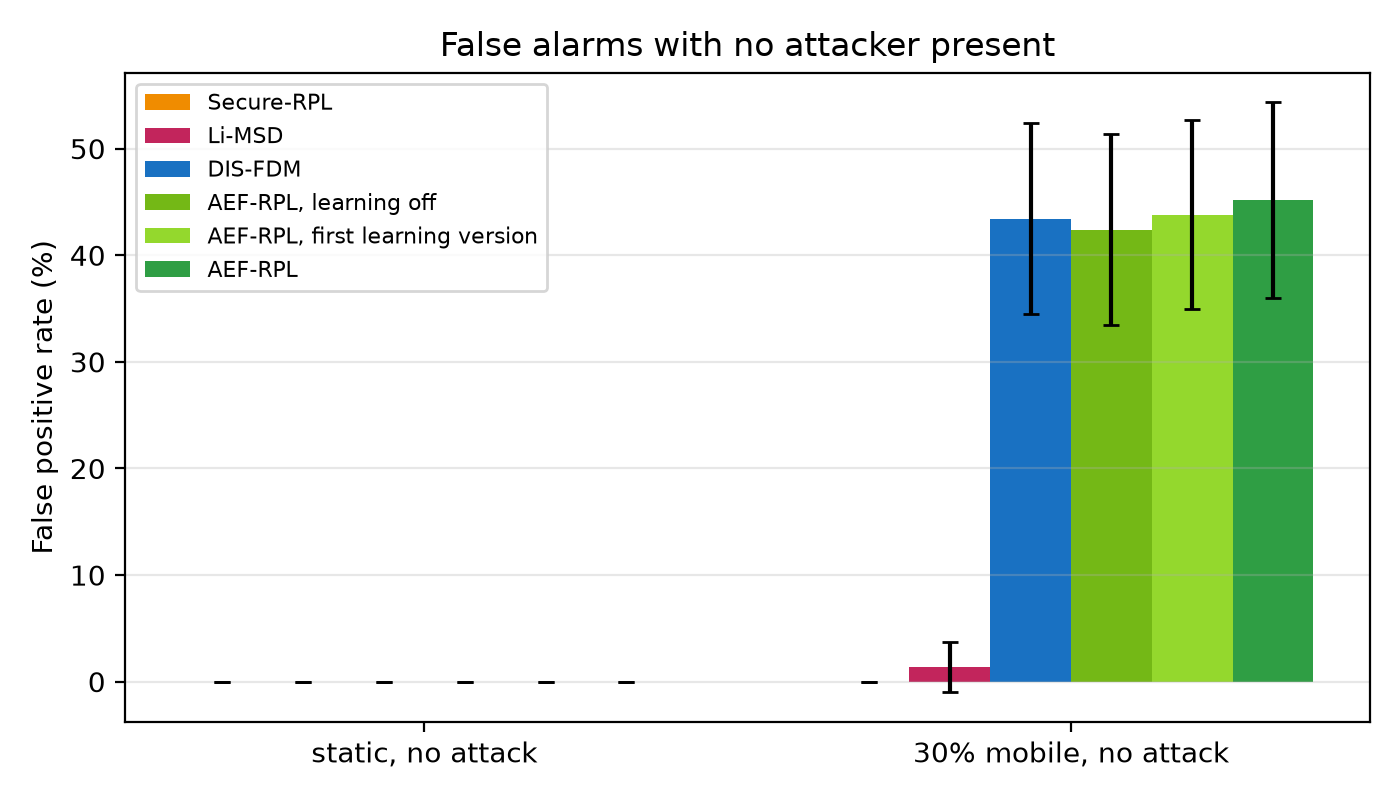 False alarms with no attacker present
Secure-RPL
Li-MSD
DIS-FDM
AEF-RPL, learning off
AEF-RPL, first learning version
AEF-RPL
False positive rate (%)
50
40
30
20
10
0
static, no attack
30% mobile, no attack